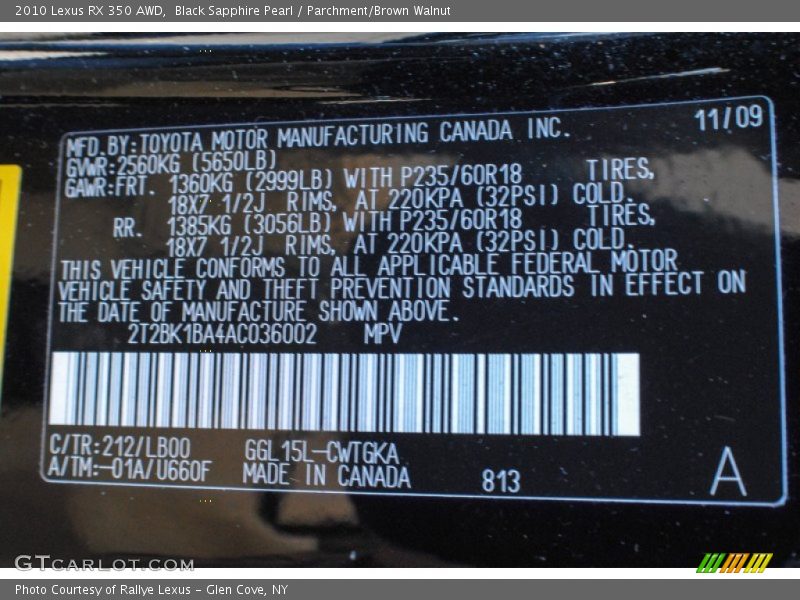 2010 Lexus RX 350 AWD, Black Sapphire Pearl / Parchment/Brown Walnut
11/09
MFD. BY: TOYOTA MOTOR MANUFACTURING CANADA INC.
GVWR: 2560KG (5650LB)
GAWR: FRT. 1360KG (2999LB) WITH P235/60R18 TIRES,
18X7 1/2J RIMS, AT 220KPA (32PSI) COLD.
RR. 1385KG (3056LB) WITH P235/60R18 TIRES,
18X7 1/2J RIMS, AT 220KPA (32PSI) COLD.
THIS VEHICLE CONFORMS TO ALL APPLICABLE FEDERAL MOTOR
VEHICLE SAFETY AND THEFT PREVENTION STANDARDS IN EFFECT ON
THE DATE OF MANUFACTURE SHOWN ABOVE.
2T2BK1BA4AC036002 MPV
C/TR: 212/LB00 GGL15L-CWTGKA
A/TM: -01A/U660F MADE IN CANADA 813 A
GTCARLOT.COM
Photo Courtesy of Rallye Lexus - Glen Cove, NY